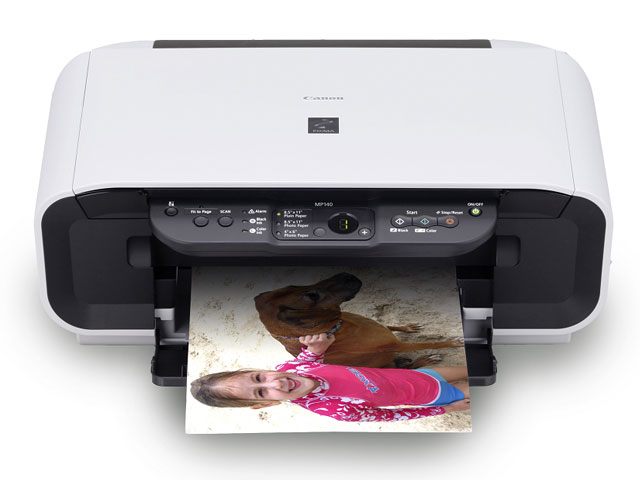 Canon
PIXMA
MP140
ON/OFF
Fit to Page
SCAN
Alarm
Black Ink
Color Ink
8.5"x11"
Plain Paper
8.5"x11"
Photo Paper
4"x6"
Photo Paper
Start
Stop/Reset
Black
Color